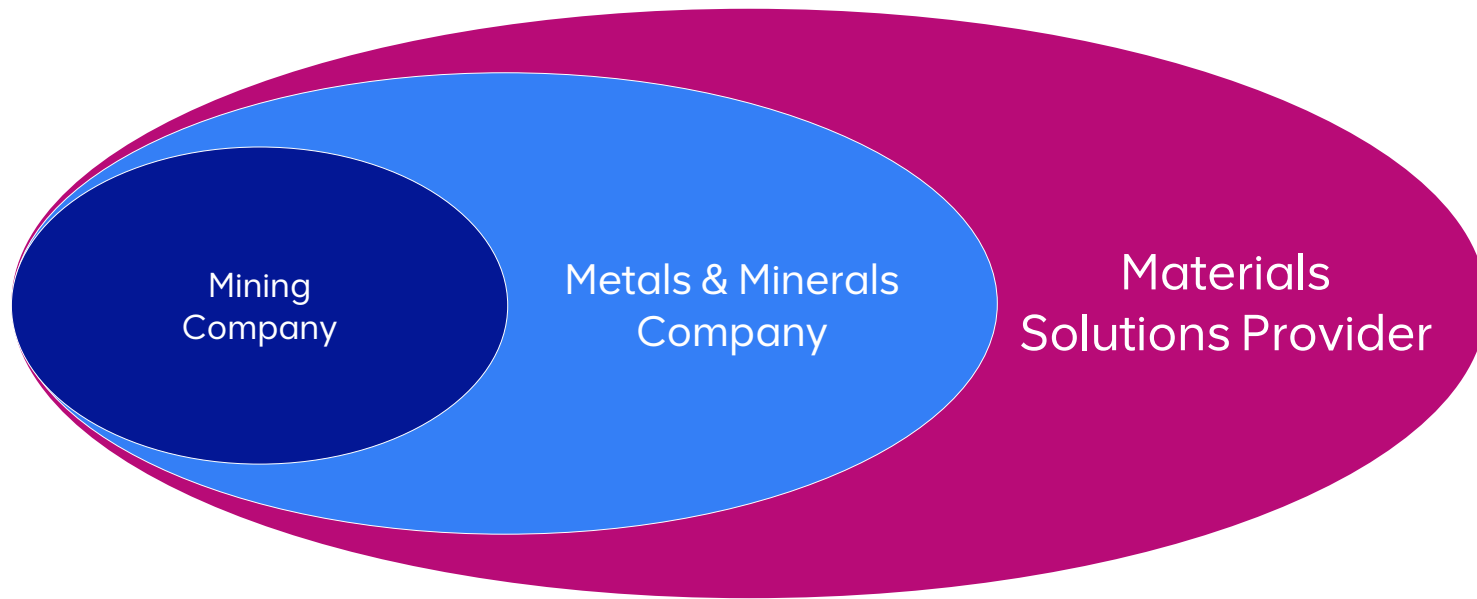 Mining
Company
Metals & Minerals
Company
Materials
Solutions Provider